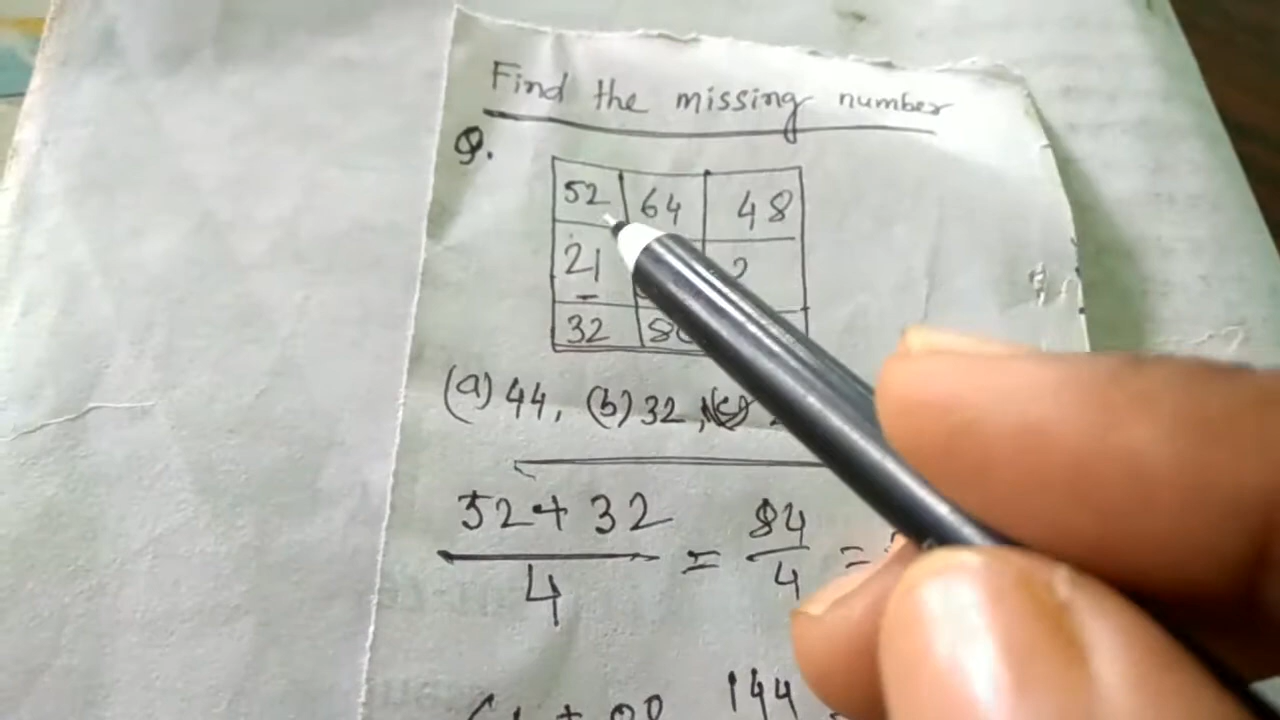 Find the missing number
Q.
52 64 48
21 ?
32
(a) 44, (b) 32, (c)
52 + 32 / 4 = 84 / 4 =
144